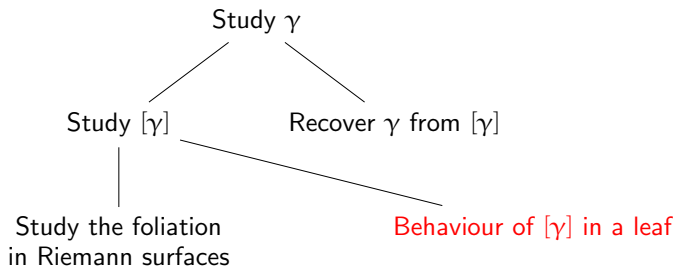 Study γ
Study [γ]
Recover γ from [γ]
Study the foliation
in Riemann surfaces
Behaviour of [γ] in a leaf